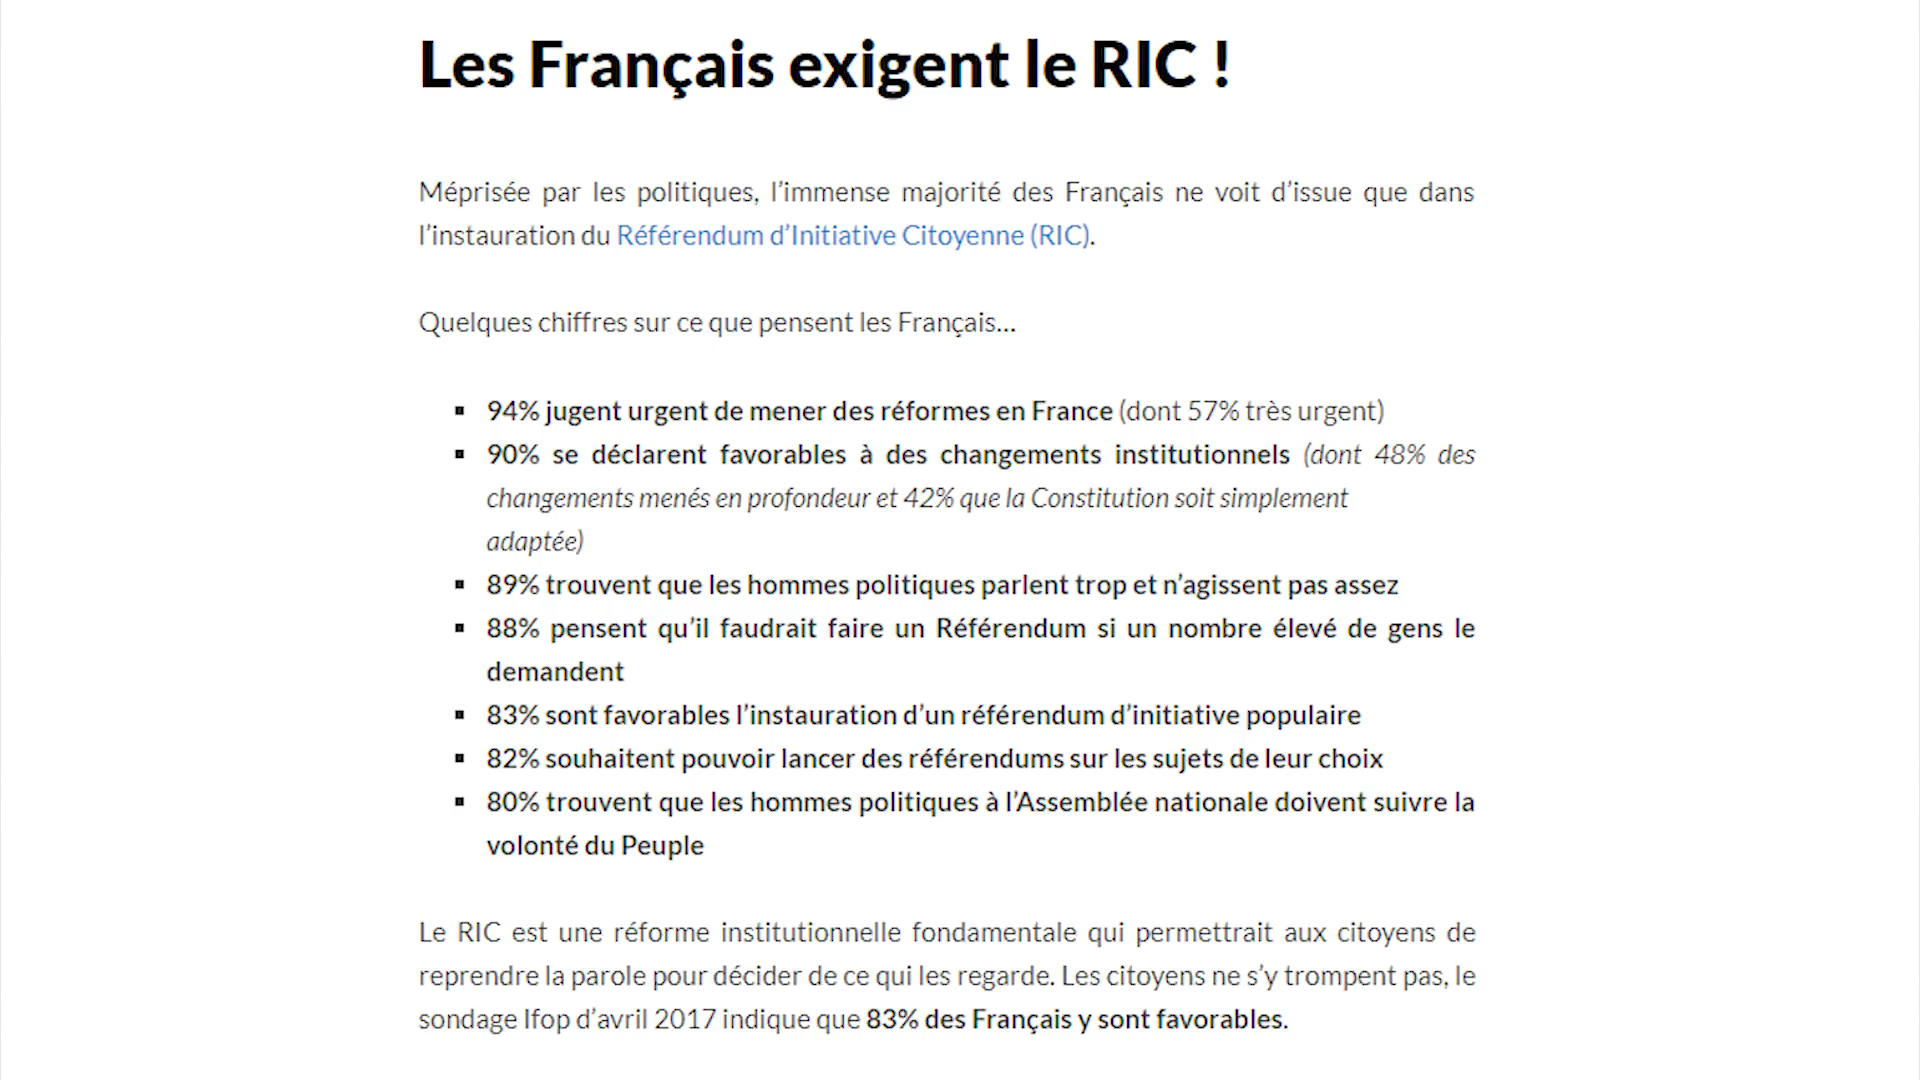 Les Français exigent le RIC !
Méprisée par les politiques, l’immense majorité des Français ne voit d’issue que dans
l’instauration du Référendum d’Initiative Citoyenne (RIC).
Quelques chiffres sur ce que pensent les Français…
▪ 94% jugent urgent de mener des réformes en France (dont 57% très urgent)
▪ 90% se déclarent favorables à des changements institutionnels (dont 48% des
changements menés en profondeur et 42% que la Constitution soit simplement
adaptée)
▪ 89% trouvent que les hommes politiques parlent trop et n’agissent pas assez
▪ 88% pensent qu’il faudrait faire un Référendum si un nombre élevé de gens le
demandent
▪ 83% sont favorables l’instauration d’un référendum d’initiative populaire
▪ 82% souhaitent pouvoir lancer des référendums sur les sujets de leur choix
▪ 80% trouvent que les hommes politiques à l’Assemblée nationale doivent suivre la
volonté du Peuple
Le RIC est une réforme institutionnelle fondamentale qui permettrait aux citoyens de
reprendre la parole pour décider de ce qui les regarde. Les citoyens ne s’y trompent pas, le
sondage Ifop d’avril 2017 indique que 83% des Français y sont favorables.